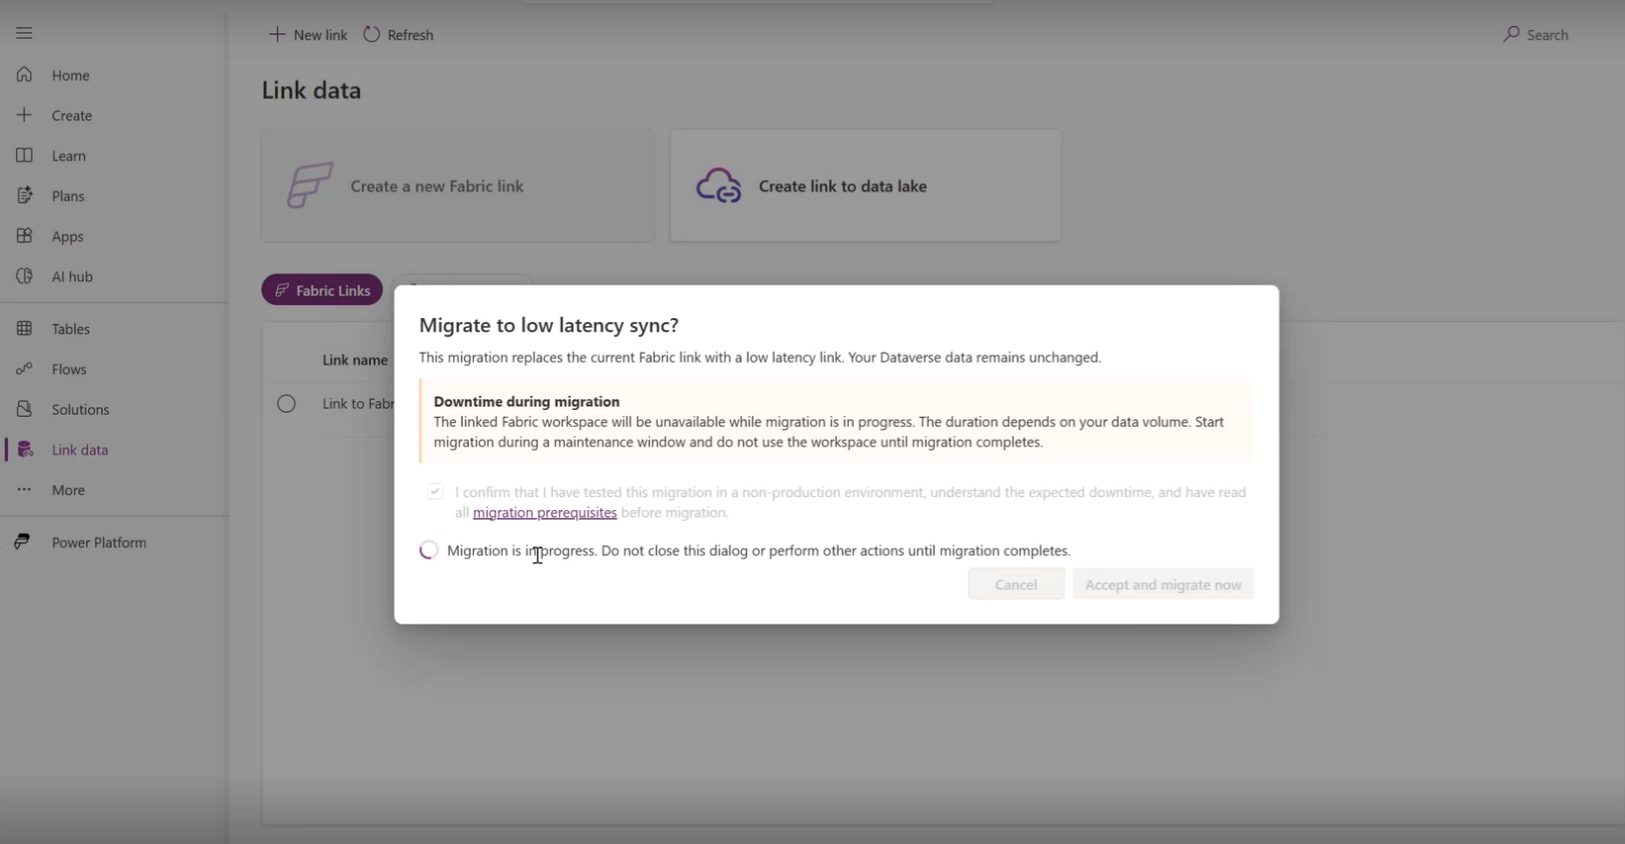 New link
Refresh
Search
Home
Create
Learn
Plans
Apps
AI hub
Tables
Flows
Solutions
Link data
More
Power Platform
Link data
Create a new Fabric link
Create link to data lake
Fabric Links
Link name
Link to
Migrate to low latency sync?
This migration replaces the current Fabric link with a low latency link. Your Dataverse data remains unchanged.
Downtime during migration
The linked Fabric workspace will be unavailable while migration is in progress. The duration depends on your data volume. Start
migration during a maintenance window and do not use the workspace until migration completes.
I confirm that I have tested this migration in a non-production environment, understand the expected downtime, and have read
all migration prerequisites before migration.
Migration is in progress. Do not close this dialog or perform other actions until migration completes.
Cancel
Accept and migrate now